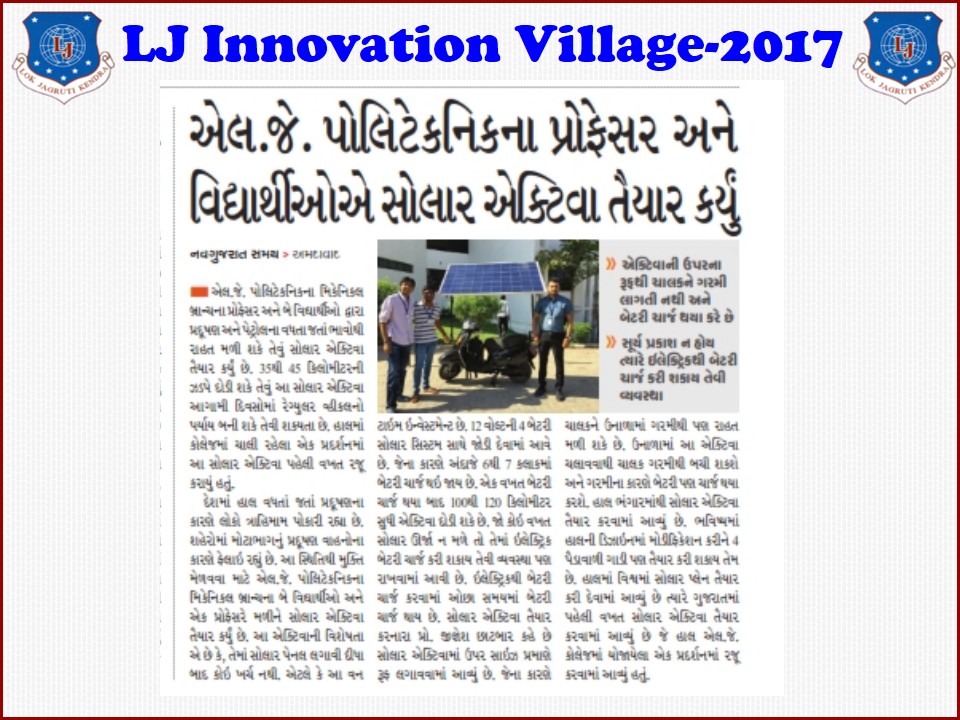 LJ Innovation Village-2017
LJ
LOK JAGRUTI KENDRA
LJ
LOK JAGRUTI KENDRA
એલ.જે. પોલિટેકનિકના પ્રોફેસર અને
વિદ્યાર્થીઓએ સોલાર એક્ટિવા તૈયાર કર્યું
નવગુજરાત સમય > અમદાવાદ
એલ.જે. પોલિટેકનિકના મિકેનિકલ
બ્રાન્ચના પ્રોફેસર અને બે વિદ્યાર્થીઓ દ્વારા
પ્રદૂષણ અને પેટ્રોલના વધતા જતાં ભાવોથી
રાહત મળી શકે તેવું સોલાર એક્ટિવા
તૈયાર કર્યું છે. 35થી 45 કિલોમીટરની
ઝડપે દોડી શકે તેવું આ સોલાર એક્ટિવા
આગામી દિવસોમાં રેગ્યુલર વ્હીકલનો
પર્યાય બની શકે તેવી શક્યતા છે. હાલમાં
કોલેજમાં ચાલી રહેલા એક પ્રદર્શનમાં
આ સોલાર એક્ટિવા પહેલી વખત રજૂ
કરાયું હતું.
દેશમાં હાલ વધતાં જતાં પ્રદૂષણના
કારણે લોકો ત્રાહિમામ પોકારી રહ્યા છે.
શહેરોમાં મોટાભાગનું પ્રદૂષણ વાહનોના
કારણે ફેલાઇ રહ્યું છે. આ સ્થિતિથી મુક્તિ
મેળવવા માટે એલ.જે. પોલિટેકનિકના
મિકેનિકલ બ્રાન્ચના બે વિદ્યાર્થીઓ અને
એક પ્રોફેસરે મળીને સોલાર એક્ટિવા
તૈયાર કર્યું છે. આ એક્ટિવાની વિશેષતા
એ છે કે, તેમાં સોલાર પેનલ લગાવી દીધા
બાદ કોઇ ખર્ચ નથી. એટલે કે આ વન
ટાઇમ ઇન્વેસ્ટમેન્ટ છે. 12 વોલ્ટની 4 બેટરી
સોલાર સિસ્ટમ સાથે જોડી દેવામાં આવે
છે. જેના કારણે અંદાજે 6થી 7 કલાકમાં
બેટરી ચાર્જ થઇ જાય છે. એક વખત બેટરી
ચાર્જ થયા બાદ 100થી 120 કિલોમીટર
સુધી એક્ટિવા દોડી શકે છે. જો કોઇ વખત
સોલાર ઊર્જા ન મળે તો તેમાં ઇલેક્ટ્રિક
બેટરી ચાર્જ કરી શકાય તેવી વ્યવસ્થા પણ
રાખવામાં આવી છે. ઇલેક્ટ્રિકથી બેટરી
ચાર્જ કરવામાં ઓછા સમયમાં બેટરી
ચાર્જ થાય છે. સોલાર એક્ટિવા તૈયાર
કરનારા પ્રો. જીજ્ઞેશ છાટબાર કહે છે
સોલાર એક્ટિવામાં ઉપર સાઇઝ પ્રમાણે
રૂફ લગાવવામાં આવ્યું છે. જેના કારણે
» એક્ટિવાની ઉપરના
રૂફથી ચાલકને ગરમી
લાગતી નથી અને
બેટરી ચાર્જ થયા કરે છે
» સૂર્ય પ્રકાશ ન હોય
ત્યારે ઇલેક્ટ્રિકથી બેટરી
ચાર્જ કરી શકાય તેવી
વ્યવસ્થા
ચાલકને ઉનાળામાં ગરમીથી પણ રાહત
મળી શકે છે. ઉનાળામાં આ એક્ટિવા
ચલાવવાથી ચાલક ગરમીથી બચી શકશે
અને ગરમીના કારણે બેટરી પણ ચાર્જ થયા
કરશે. હાલ ભંગારમાંથી સોલાર એક્ટિવા
તૈયાર કરવામાં આવ્યું છે. ભવિષ્યમાં
હાલની ડિઝાઇનમાં મોડીફિકેશન કરીને 4
પૈડાવાળી ગાડી પણ તૈયાર કરી શકાય તેમ
છે. હાલમાં વિશ્વમાં સોલાર પ્લેન તૈયાર
કરી દેવામાં આવ્યું છે ત્યારે ગુજરાતમાં
પહેલી વખત સોલાર એક્ટિવા તૈયાર
કરવામાં આવ્યું છે જે હાલ એલ.જે.
કોલેજમાં યોજાયેલા એક પ્રદર્શનમાં રજૂ
કરવામાં આવ્યું હતું.